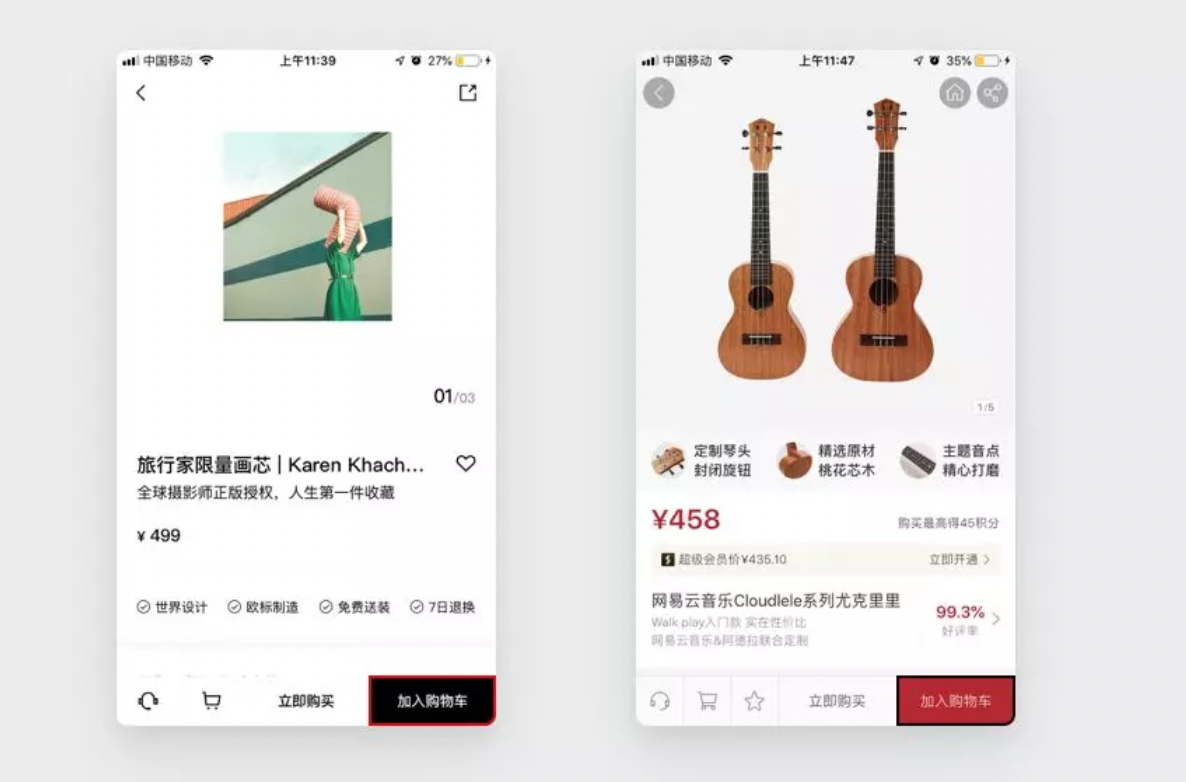 中国移动
上午11:39
27%
01/03
旅行家限量画芯 | Karen Khach...
全球摄影师正版授权，人生第一件收藏
¥ 499
世界设计 欧标制造 免费送装 7日退换
立即购买 加入购物车
中国移动
上午11:47
35%
1/5
定制琴头 精选原材 主题音点
封闭旋钮 桃花芯木 精心打磨
¥458 购买最高得45积分
超级会员价¥435.10 立即开通
网易云音乐Cloudlele系列尤克里里
99.3%
Walk play入门款 实在性价比
好评率
网易云音乐&阿德拉联合定制
立即购买 加入购物车